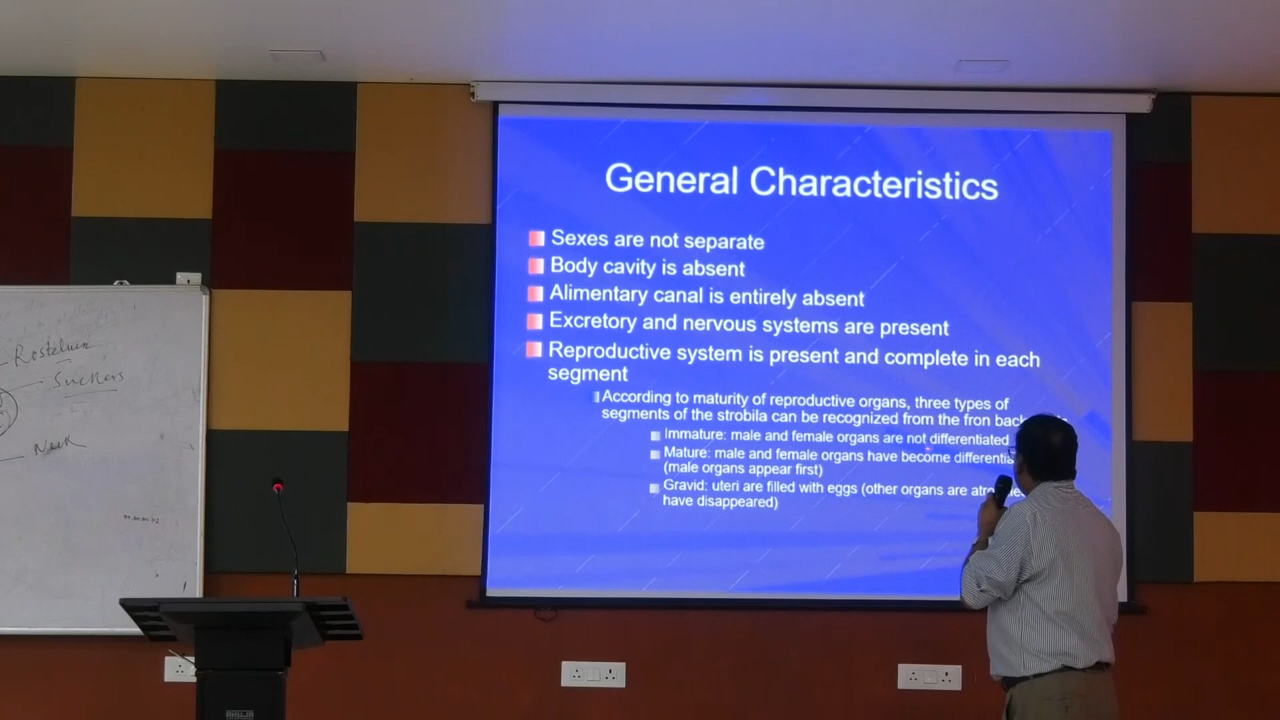 General Characteristics
Sexes are not separate
Body cavity is absent
Alimentary canal is entirely absent
Excretory and nervous systems are present
Reproductive system is present and complete in each
segment
According to maturity of reproductive organs, three types of
segments of the strobila can be recognized from the fron
Immature: male and female organs are not differentiated
Mature: male and female organs have become
(male organs appear first)
Gravid: uteri are filled with eggs (other organs are
have disappeared)
Suckers
Neck